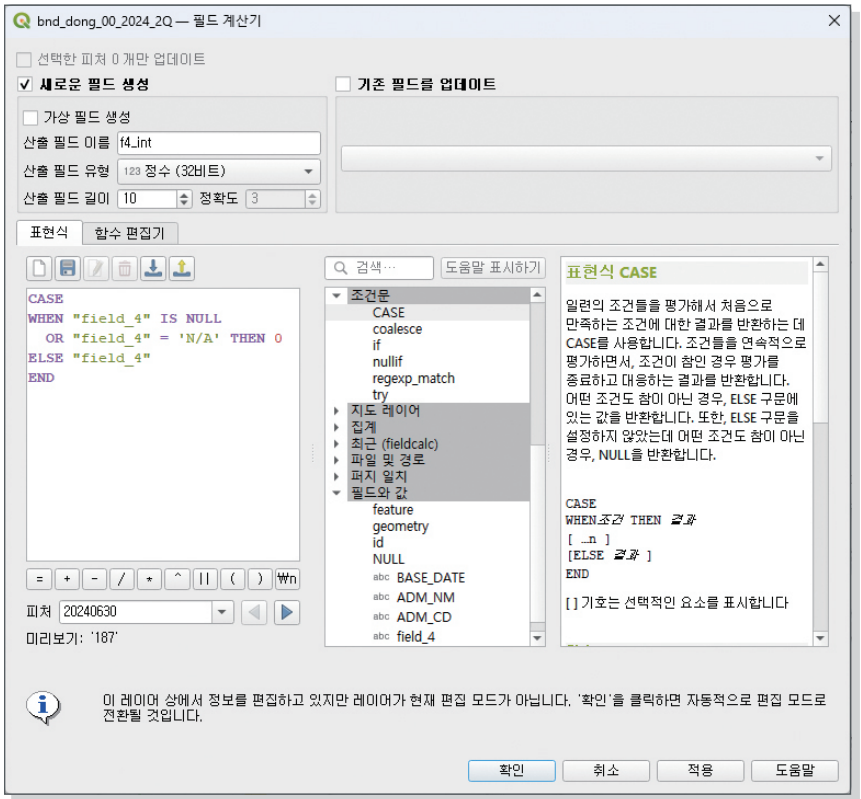 bnd_dong_00_2024_2Q — 필드 계산기
선택한 피처 0 개만 업데이트
새로운 필드 생성
기존 필드를 업데이트
가상 필드 생성
산출 필드 이름 f4_int
산출 필드 유형 123 정수 (32비트)
산출 필드 길이 10 정확도 3
표현식 함수 편집기
CASE
WHEN "field_4" IS NULL
OR "field_4" = 'N/A' THEN 0
ELSE "field_4"
END
= + - / * ^ || ( ) ₩n
피처 20240630
미리보기: '187'
검색… 도움말 표시하기
조건문
CASE
coalesce
if
nullif
regexp_match
try
지도 레이어
집계
최근 (fieldcalc)
파일 및 경로
퍼지 일치
필드와 값
feature
geometry
id
NULL
abc BASE_DATE
abc ADM_NM
abc ADM_CD
abc field_4
표현식 CASE
일련의 조건들을 평가해서 처음으로
만족하는 조건에 대한 결과를 반환하는 데
CASE를 사용합니다. 조건들을 연속적으로
평가하면서, 조건이 참인 경우 평가를
종료하고 대응하는 결과를 반환합니다.
어떤 조건도 참이 아닌 경우, ELSE 구문에
있는 값을 반환합니다. 또한, ELSE 구문을
설정하지 않았는데 어떤 조건도 참이 아닌
경우, NULL을 반환합니다.
CASE
WHEN조건 THEN 결과
[ …n ]
[ELSE 결과 ]
END
[ ] 기호는 선택적인 요소를 표시합니다
이 레이어 상에서 정보를 편집하고 있지만 레이어가 현재 편집 모드가 아닙니다. '확인'을 클릭하면 자동적으로 편집 모드로
전환될 것입니다.
확인 취소 적용 도움말